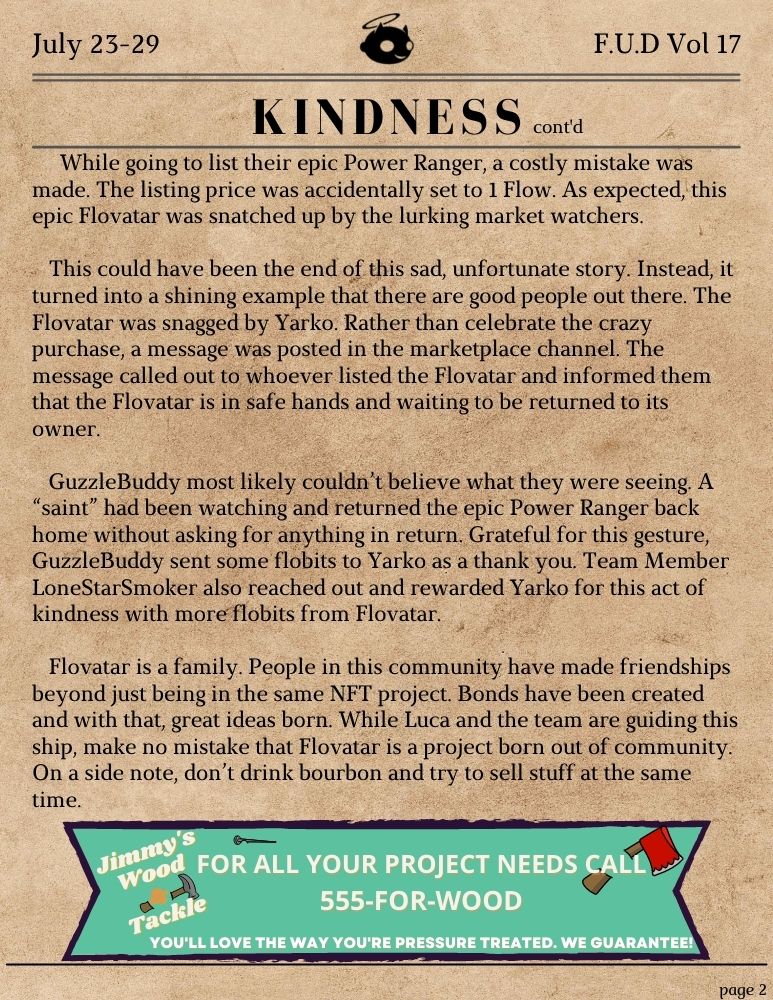 July 23-29
F.U.D Vol 17
KINDNESS cont'd
While going to list their epic Power Ranger, a costly mistake was
made. The listing price was accidentally set to 1 Flow. As expected, this
epic Flovatar was snatched up by the lurking market watchers.
This could have been the end of this sad, unfortunate story. Instead, it
turned into a shining example that there are good people out there. The
Flovatar was snagged by Yarko. Rather than celebrate the crazy
purchase, a message was posted in the marketplace channel. The
message called out to whoever listed the Flovatar and informed them
that the Flovatar is in safe hands and waiting to be returned to its
owner.
GuzzleBuddy most likely couldn’t believe what they were seeing. A
“saint” had been watching and returned the epic Power Ranger back
home without asking for anything in return. Grateful for this gesture,
GuzzleBuddy sent some flobits to Yarko as a thank you. Team Member
LoneStarSmoker also reached out and rewarded Yarko for this act of
kindness with more flobits from Flovatar.
Flovatar is a family. People in this community have made friendships
beyond just being in the same NFT project. Bonds have been created
and with that, great ideas born. While Luca and the team are guiding this
ship, make no mistake that Flovatar is a project born out of community.
On a side note, don’t drink bourbon and try to sell stuff at the same
time.
Jimmy's
Wood
Tackle
FOR ALL YOUR PROJECT NEEDS CALL
555-FOR-WOOD
YOU'LL LOVE THE WAY YOU'RE PRESSURE TREATED. WE GUARANTEE!
page 2